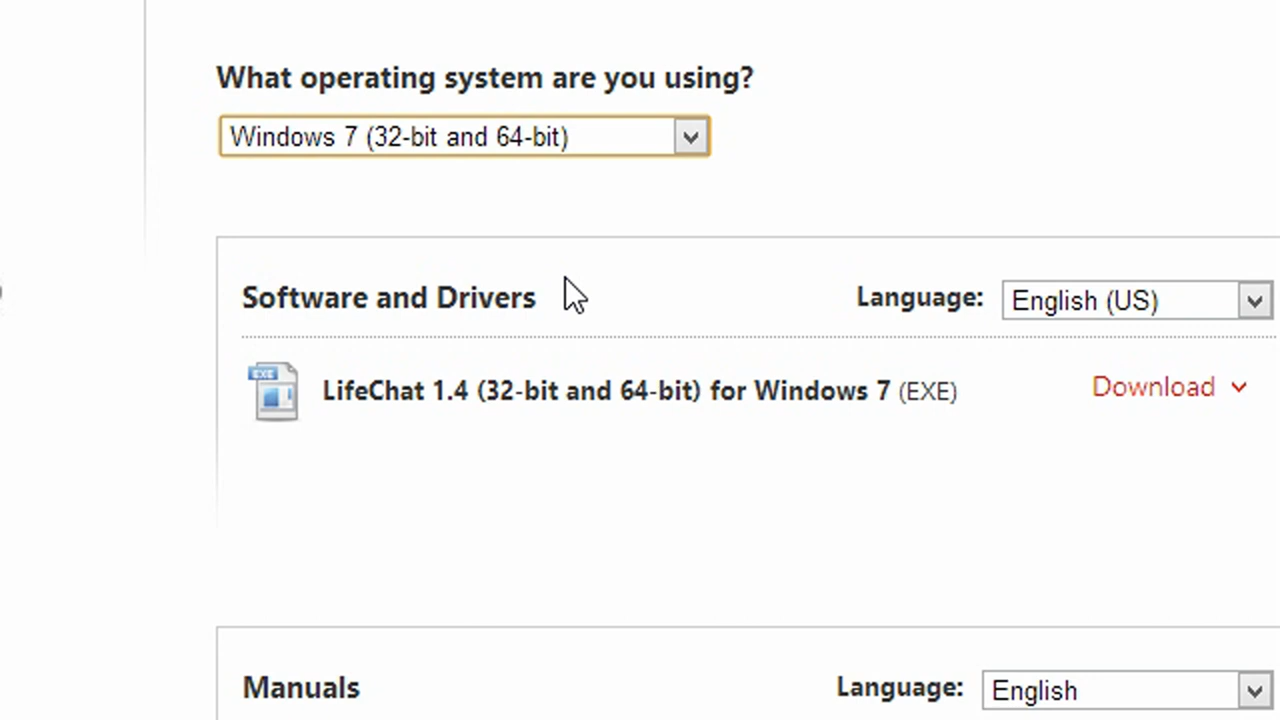 What operating system are you using?
Windows 7 (32-bit and 64-bit)
Software and Drivers
Language: English (US)
EXE
LifeChat 1.4 (32-bit and 64-bit) for Windows 7 (EXE)
Download
Manuals
Language: English